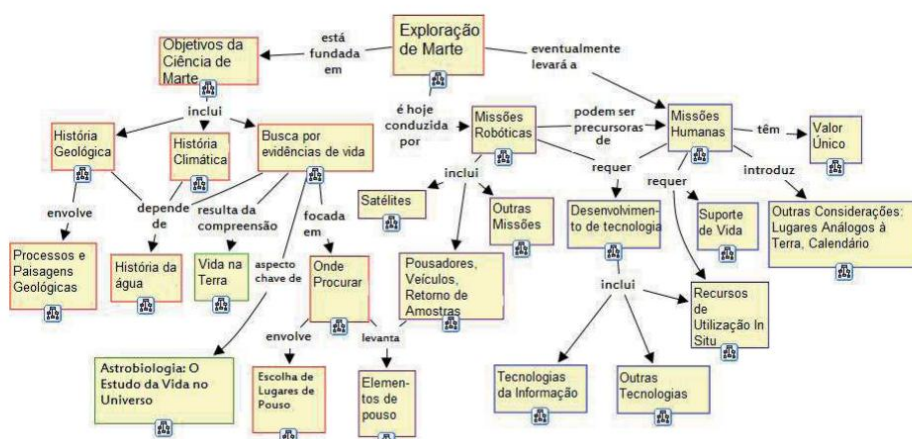 Exploração
de Marte
está
fundada
em
Objetivos da
Ciência de
Marte
eventualmente
levará a
inclui
é hoje
conduzida
por
História
Geológica
História
Climática
Busca por
evidências de vida
Missões
Robóticas
podem ser
precursoras
de
Missões
Humanas
têm
Valor
Único
envolve
depende
de
resulta da
compreensão
focada
em
inclui
requer
requer
introduz
Satélites
Outras
Missões
Desenvolvimen-
to de tecnologia
Suporte
de Vida
Outras Considerações:
Lugares Análogos à
Terra, Calendário
Processos e
Paisagens
Geológicas
História da
água
Vida na
Terra
aspecto
chave de
Onde
Procurar
Pousadores,
Veículos,
Retorno de
Amostras
inclui
Recursos
de
Utilização In
Situ
envolve
levanta
Astrobiologia: O
Estudo da Vida no
Universo
Escolha de
Lugares de
Pouso
Elemen-
tos de
pouso
Tecnologias
da Informação
Outras
Tecnologias